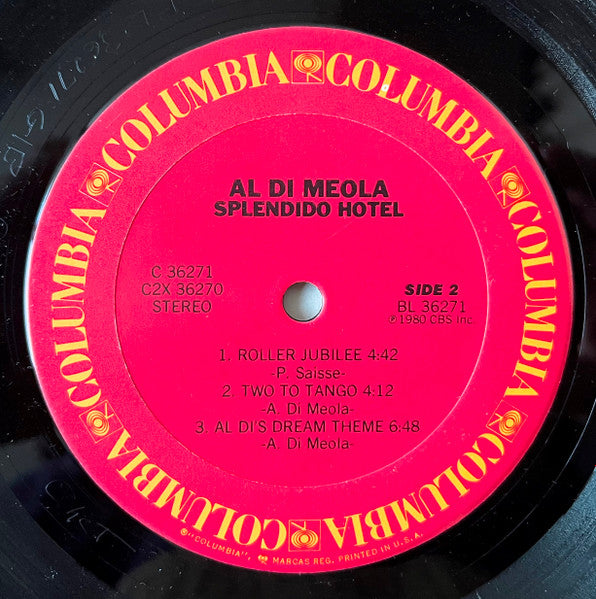 COLUMBIA COLUMBIA COLUMBIA COLUMBIA COLUMBIA COLUMBIA
AL DI MEOLA
SPLENDIDO HOTEL
C 36271
C2X 36270
STEREO
SIDE 2
BL 36271
℗ 1980 CBS Inc.
1. ROLLER JUBILEE 4:42
-P. Saisse-
2. TWO TO TANGO 4:12
-A. Di Meola-
3. AL DI'S DREAM THEME 6:48
-A. Di Meola-
®"COLUMBIA", MARCAS REG. PRINTED IN U.S.A.